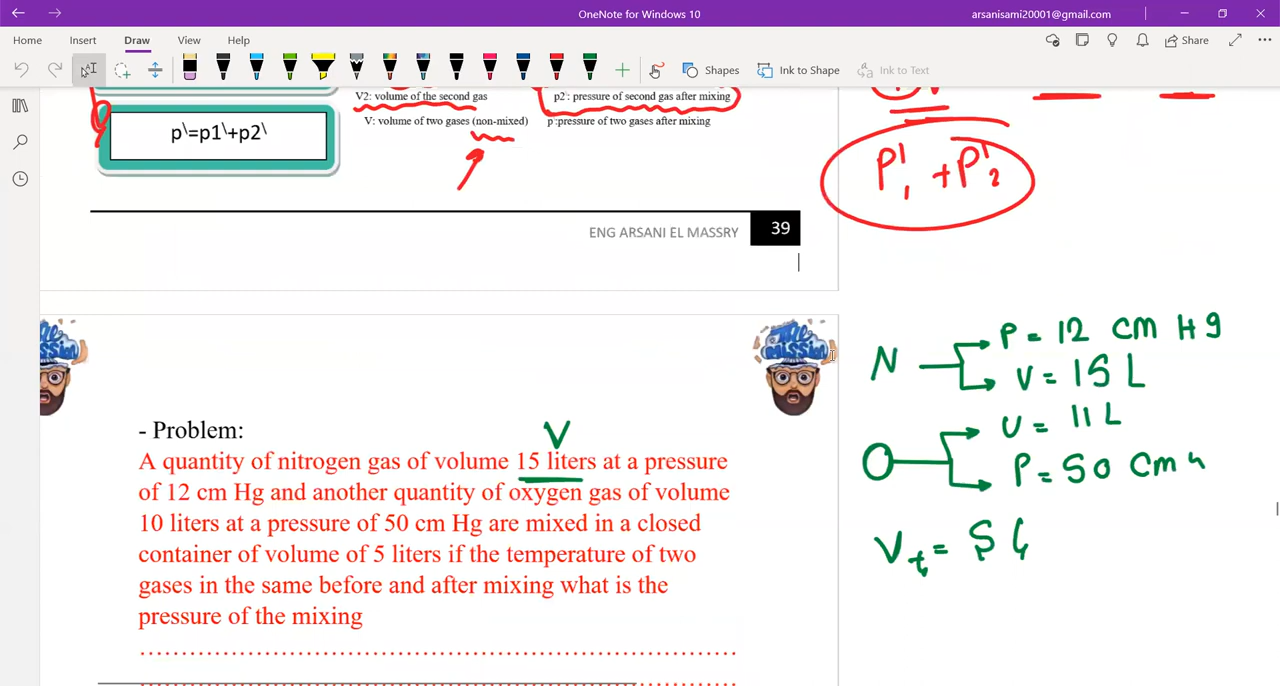 OneNote for Windows 10
arsanisami20001@gmail.com
Home Insert Draw View Help
Share
Shapes
Ink to Shape
Ink to Text
V2: volume of the second gas
p2\: pressure of second gas after mixing
V: volume of two gases (non-mixed)
p\:pressure of two gases after mixing
p\=p1\+p2\
P1\ + P2\
ENG ARSANI EL MASSRY 39
mission
mission
N
P = 12 cm Hg
V = 15 L
O
V = 11 L
P = 50 cm
Vt = 5
- Problem:
V
A quantity of nitrogen gas of volume 15 liters at a pressure
of 12 cm Hg and another quantity of oxygen gas of volume
10 liters at a pressure of 50 cm Hg are mixed in a closed
container of volume of 5 liters if the temperature of two
gases in the same before and after mixing what is the
pressure of the mixing